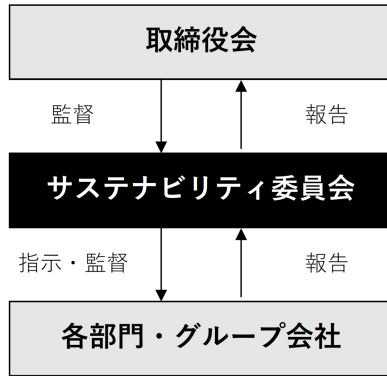 取締役会
監督
報告
サステナビリティ委員会
指示・監督
報告
各部門・グループ会社